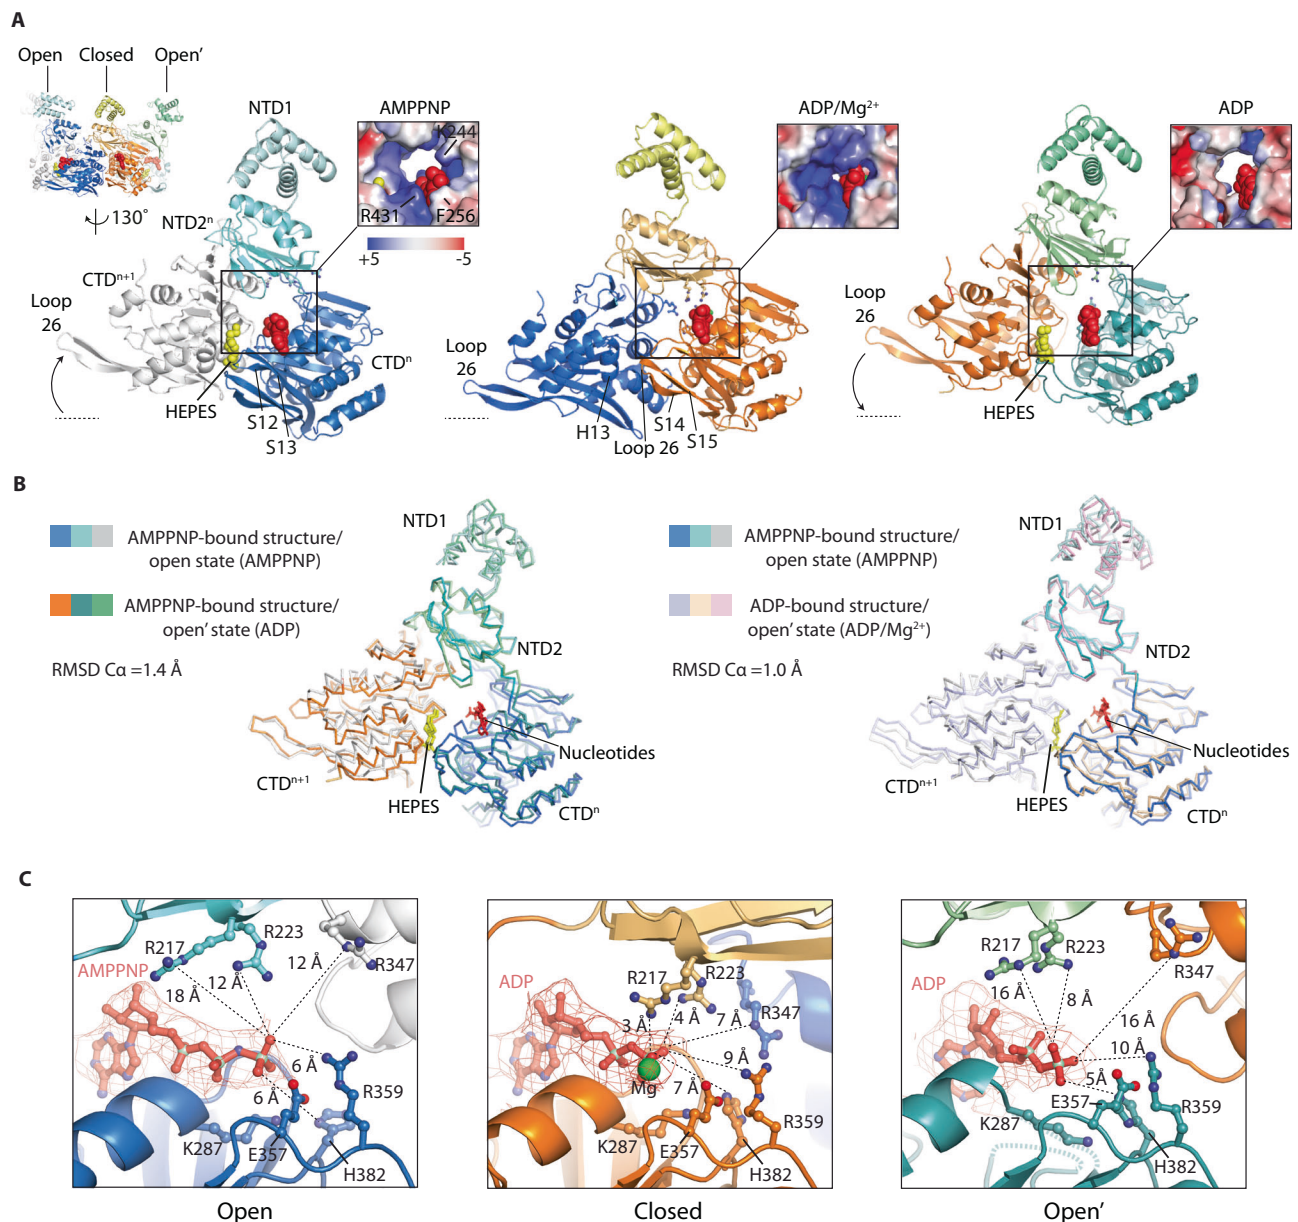 A
Open Closed Open’
130°
NTD1
AMPPNP
K244
R431 F256
+5 -5
NTD2ⁿ
CTDⁿ⁺¹
Loop
26
CTDⁿ
HEPES
S12
S13
ADP/Mg²⁺
Loop
26
H13
Loop 26
S14
S15
ADP
Loop
26
HEPES
B
AMPPNP-bound structure/
open state (AMPPNP)
AMPPNP-bound structure/
open’ state (ADP)
RMSD Cα =1.4 Å
NTD1
NTD2
Nucleotides
HEPES
CTDⁿ⁺¹
CTDⁿ
AMPPNP-bound structure/
open state (AMPPNP)
ADP-bound structure/
open’ state (ADP/Mg²⁺)
RMSD Cα =1.0 Å
NTD1
NTD2
Nucleotides
HEPES
CTDⁿ⁺¹
CTDⁿ
C
R217
R223
R347
AMPPNP
12 Å
12 Å
18 Å
6 Å
6 Å
R359
K287
E357
H382
Open
ADP
R217
R223
R347
3 Å
4 Å
7 Å
9 Å
7 Å
Mg
K287
E357
R359
H382
Closed
R217
R223
R347
ADP
16 Å
8 Å
16 Å
10 Å
5Å
K287
E357
R359
H382
Open’